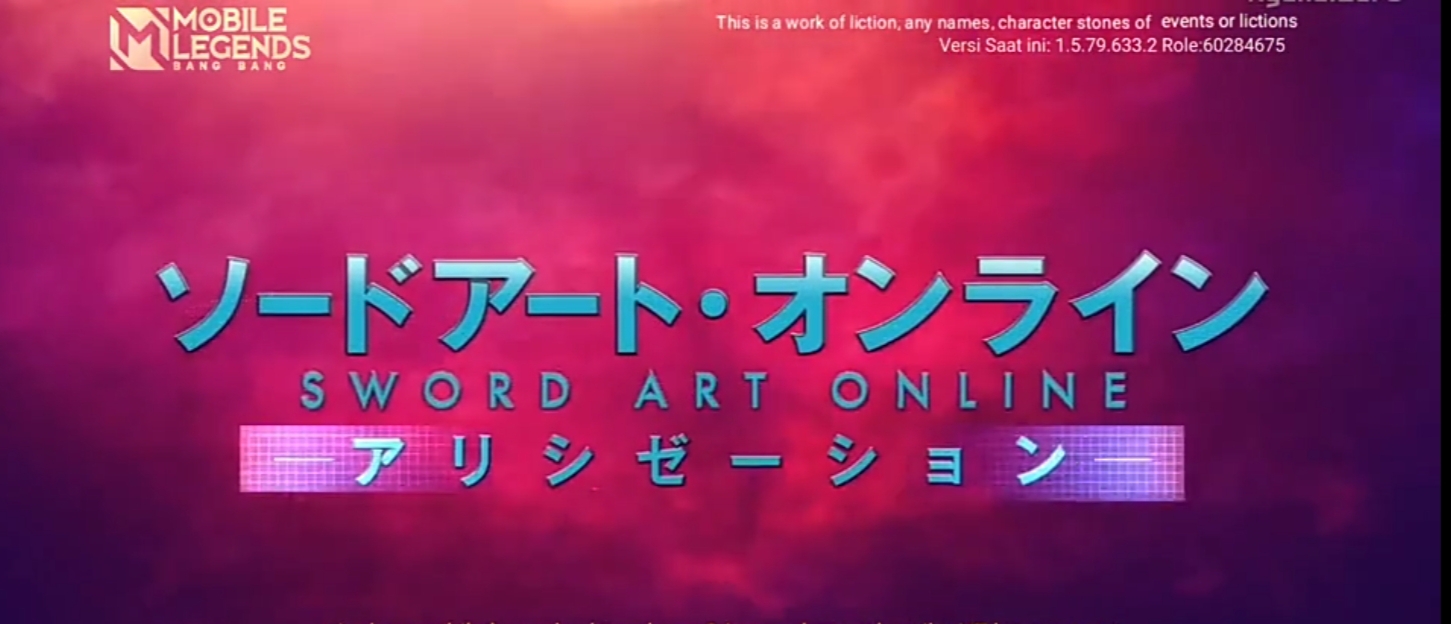 MOBILE
LEGENDS
BANG BANG
This is a work of liction, any names, character stones of events or lictions
Versi Saat ini: 1.5.79.633.2 Role:60284675
ソードアート・オンライン
SWORD ART ONLINE
アリシゼーション